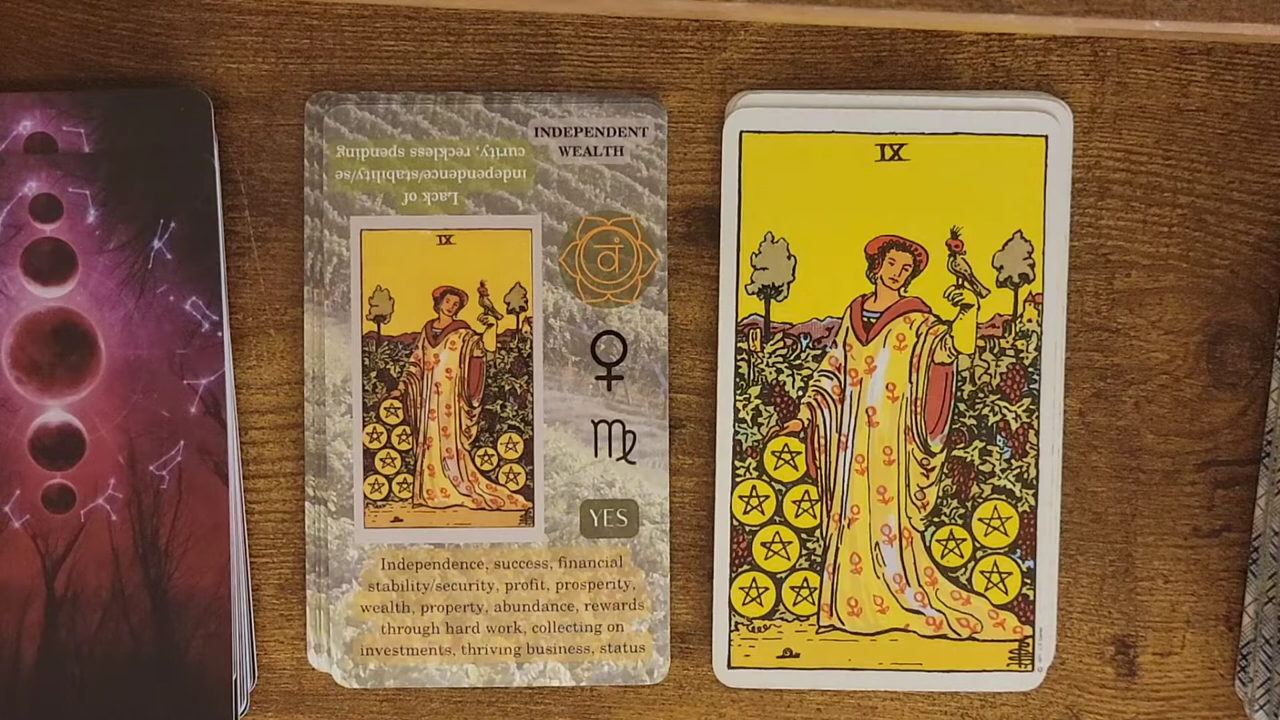 INDEPENDENT
WEALTH
Lack of
independence/stability/se
curity, reckless spending
IX
वं
YES
Independence, success, financial
stability/security, profit, prosperity,
wealth, property, abundance, rewards
through hard work, collecting on
investments, thriving business, status
IX